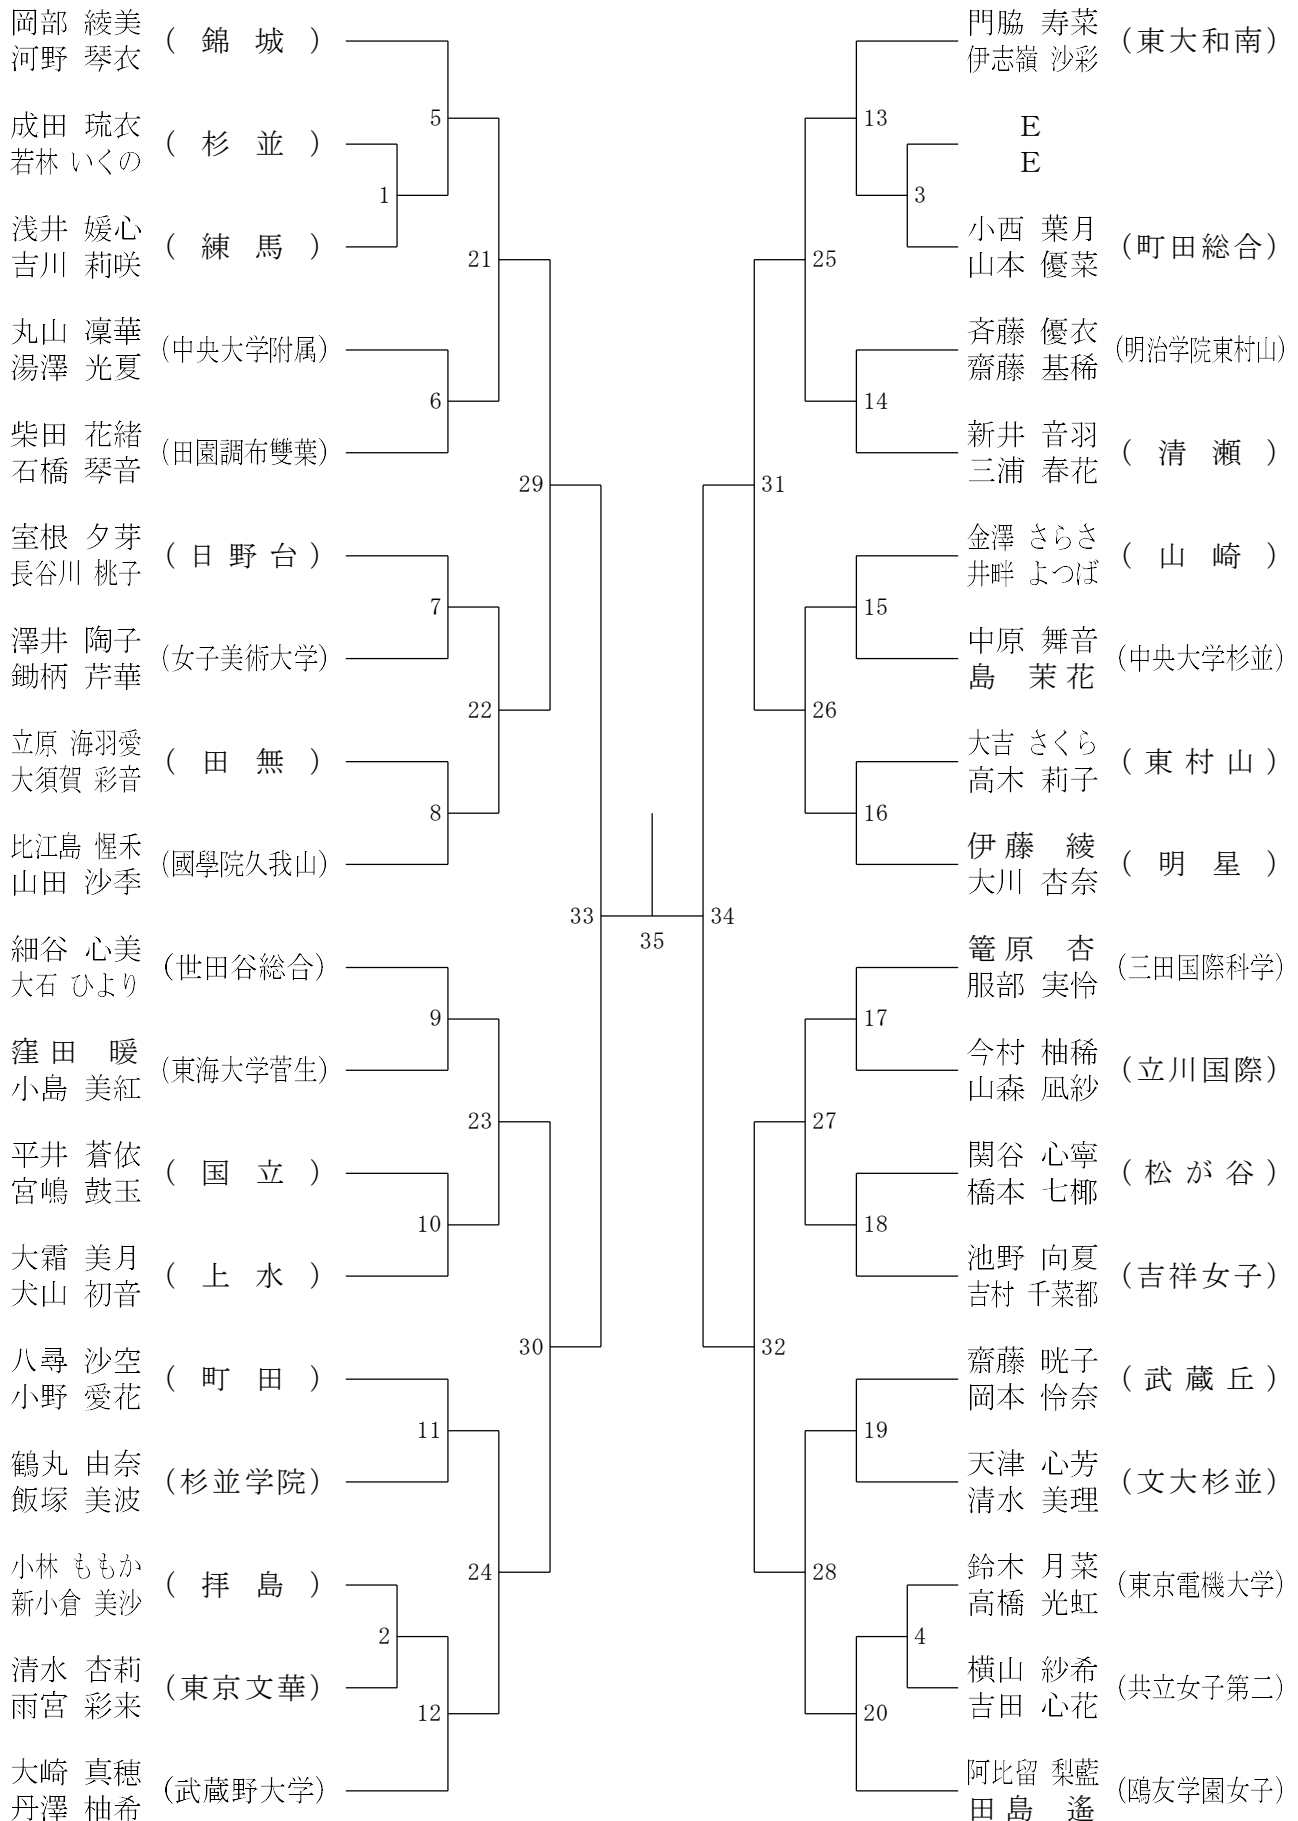 岡部 綾美
河野 琴衣
( 錦 城 )
成田 琉衣
若林 いくの
( 杉 並 )
浅井 媛心
吉川 莉咲
( 練 馬 )
丸山 凜華
湯澤 光夏
(中央大学附属)
柴田 花緒
石橋 琴音
(田園調布雙葉)
室根 夕芽
長谷川 桃子
( 日 野 台 )
澤井 陶子
鋤柄 芹華
(女子美術大学)
立原 海羽愛
大須賀 彩音
( 田 無 )
比江島 惺禾
山田 沙季
(國學院久我山)
細谷 心美
大石 ひより
(世田谷総合)
窪田 暖
小島 美紅
(東海大学菅生)
平井 蒼依
宮嶋 鼓玉
( 国 立 )
大霜 美月
犬山 初音
( 上 水 )
八尋 沙空
小野 愛花
( 町 田 )
鶴丸 由奈
飯塚 美波
(杉並学院)
小林 ももか
新小倉 美沙
( 拝 島 )
清水 杏莉
雨宮 彩来
(東京文華)
大崎 真穂
丹澤 柚希
(武蔵野大学)
5
1
21
6
29
7
22
8
33
9
23
10
30
11
24
2
12
35
34
13
3
25
14
31
15
26
16
17
27
18
32
19
28
4
20
門脇 寿菜
伊志嶺 沙彩
(東大和南)
E
E
小西 葉月
山本 優菜
(町田総合)
斉藤 優衣
齋藤 基稀
(明治学院東村山)
新井 音羽
三浦 春花
( 清 瀬 )
金澤 さらさ
井畔 よつば
( 山 崎 )
中原 舞音
島 茉花
(中央大学杉並)
大吉 さくら
高木 莉子
( 東 村 山 )
伊藤 綾
大川 杏奈
( 明 星 )
篭原 杏
服部 実怜
(三田国際科学)
今村 柚稀
山森 凪紗
(立川国際)
関谷 心寧
橋本 七椰
( 松 が 谷 )
池野 向夏
吉村 千菜都
(吉祥女子)
齋藤 晄子
岡本 怜奈
( 武 蔵 丘 )
天津 心芳
清水 美理
(文大杉並)
鈴木 月菜
高橋 光虹
(東京電機大学)
横山 紗希
吉田 心花
(共立女子第二)
阿比留 梨藍
田島 遙
(鴎友学園女子)